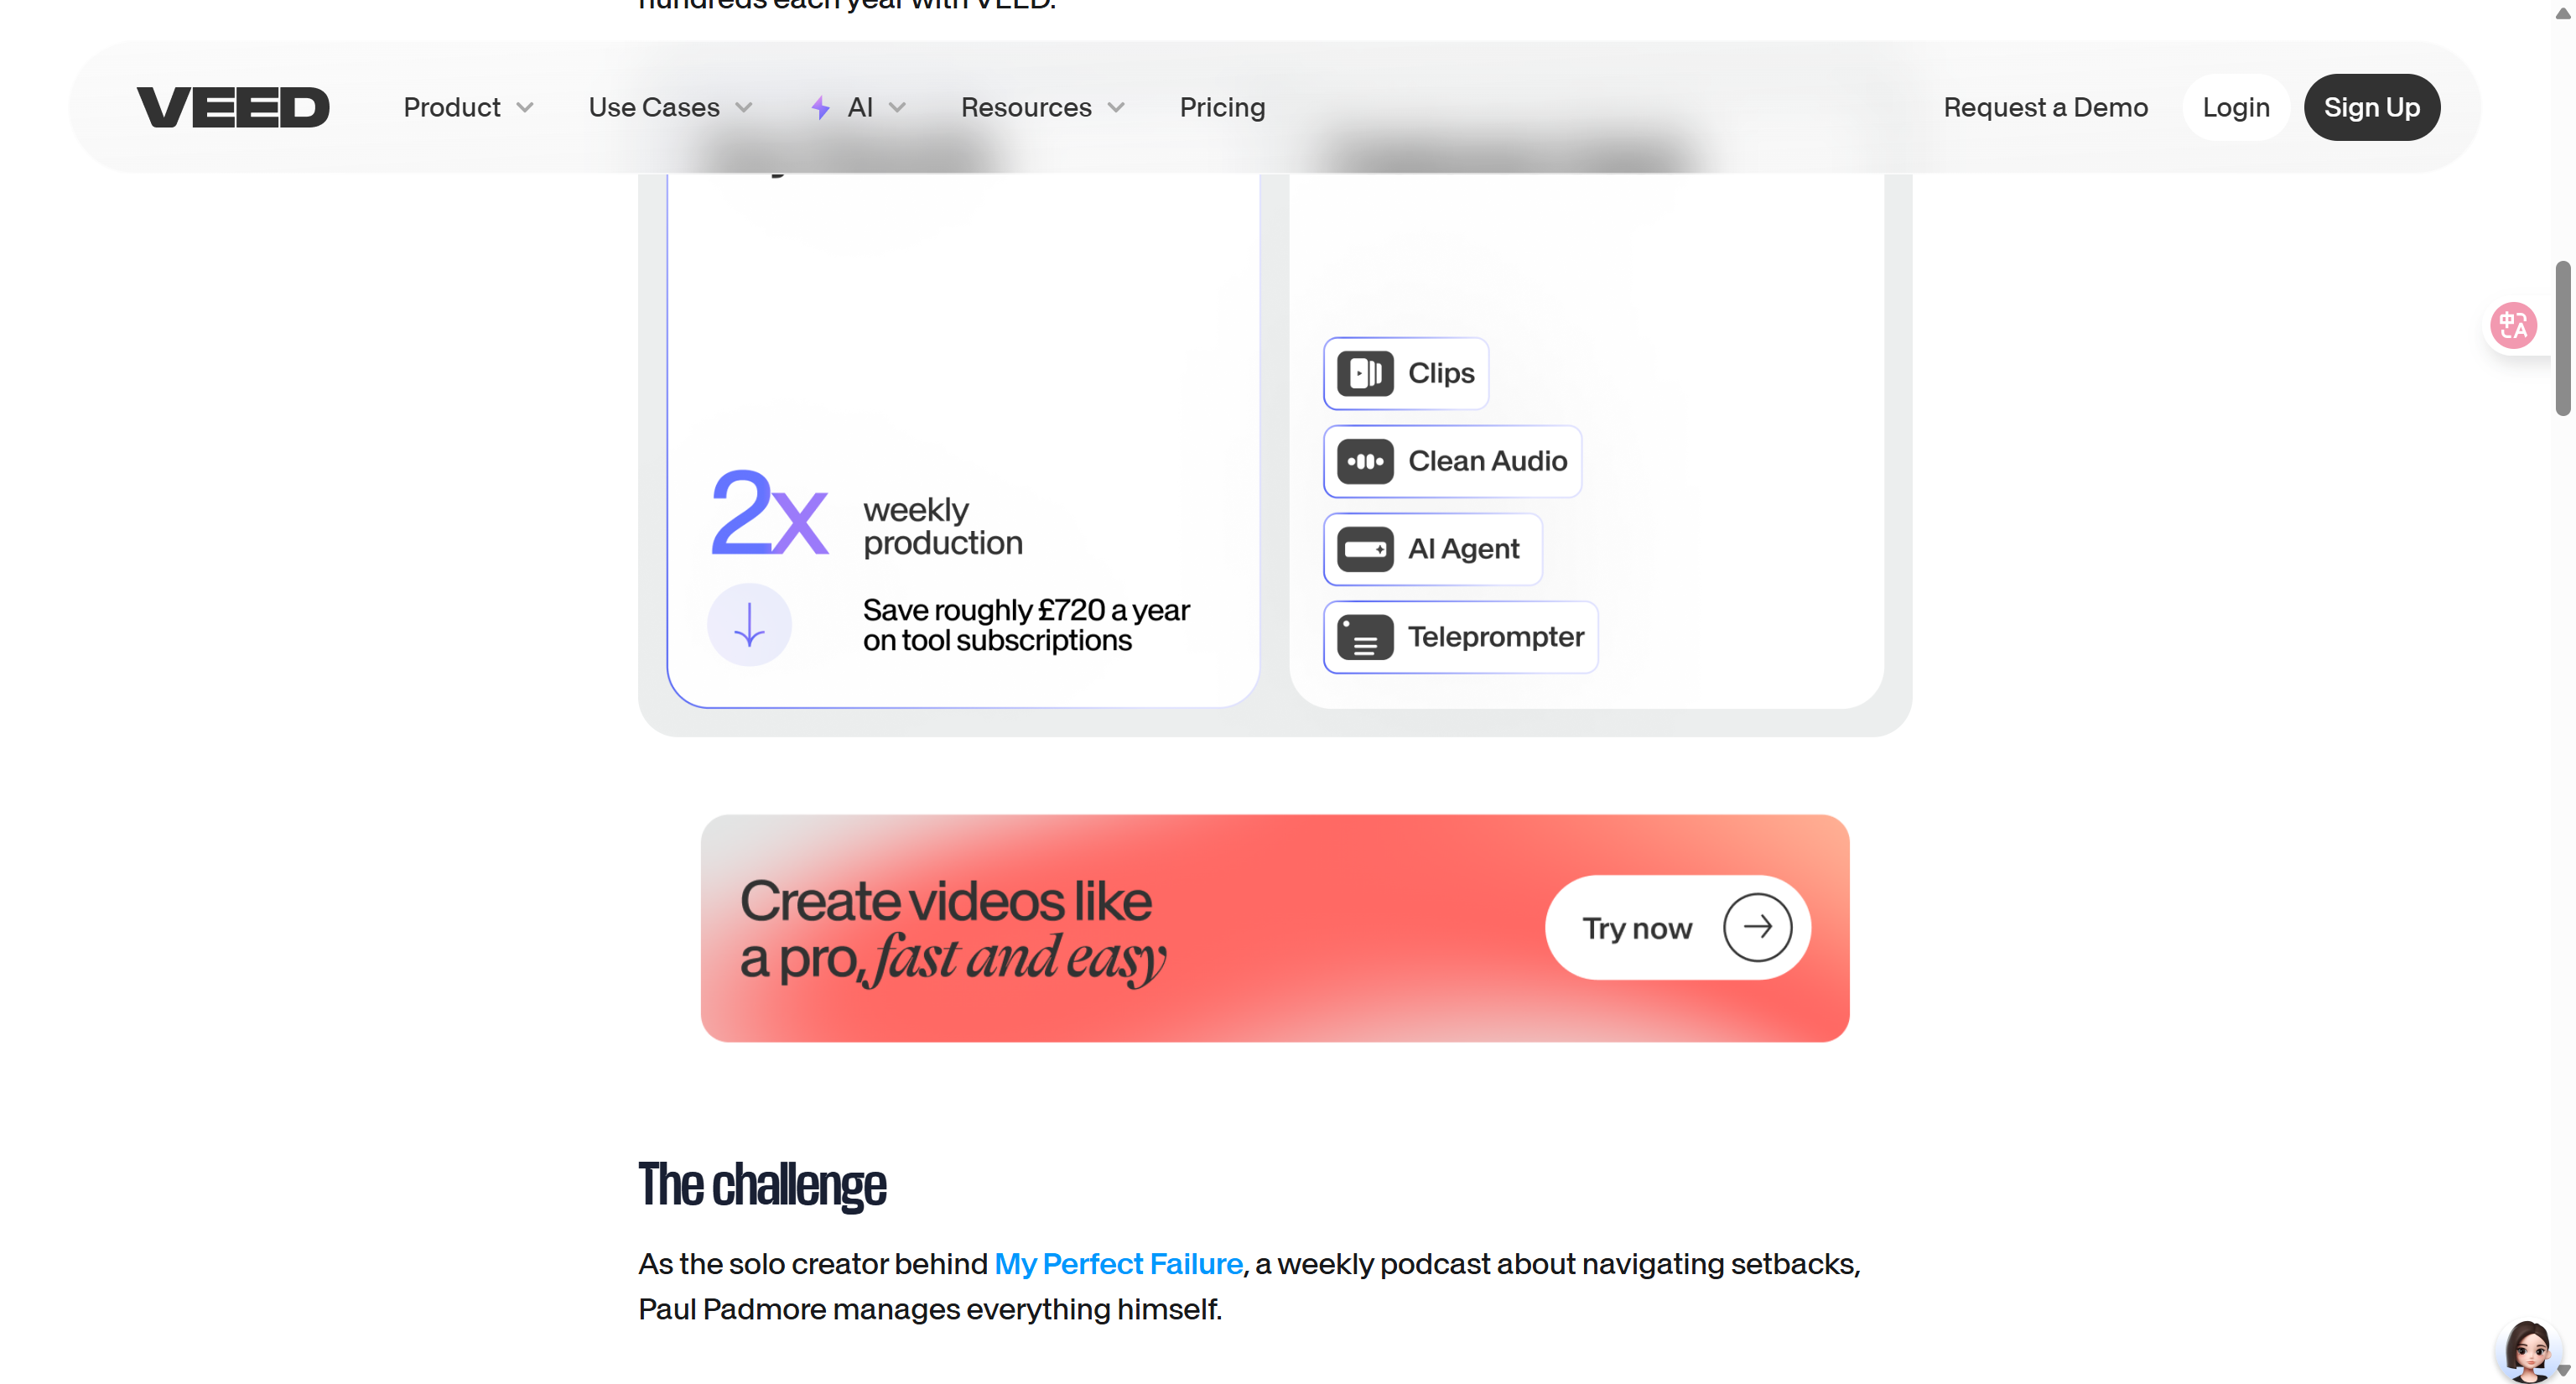 hundreds each year with VEED.
VEED
Product
Use Cases
AI
Resources
Pricing
Request a Demo
Login
Sign Up
2x
weekly
production
Save roughly £720 a year
on tool subscriptions
Clips
Clean Audio
AI Agent
Teleprompter
Create videos like
a pro, fast and easy
Try now
The challenge
As the solo creator behind My Perfect Failure, a weekly podcast about navigating setbacks,
Paul Padmore manages everything himself.
中A